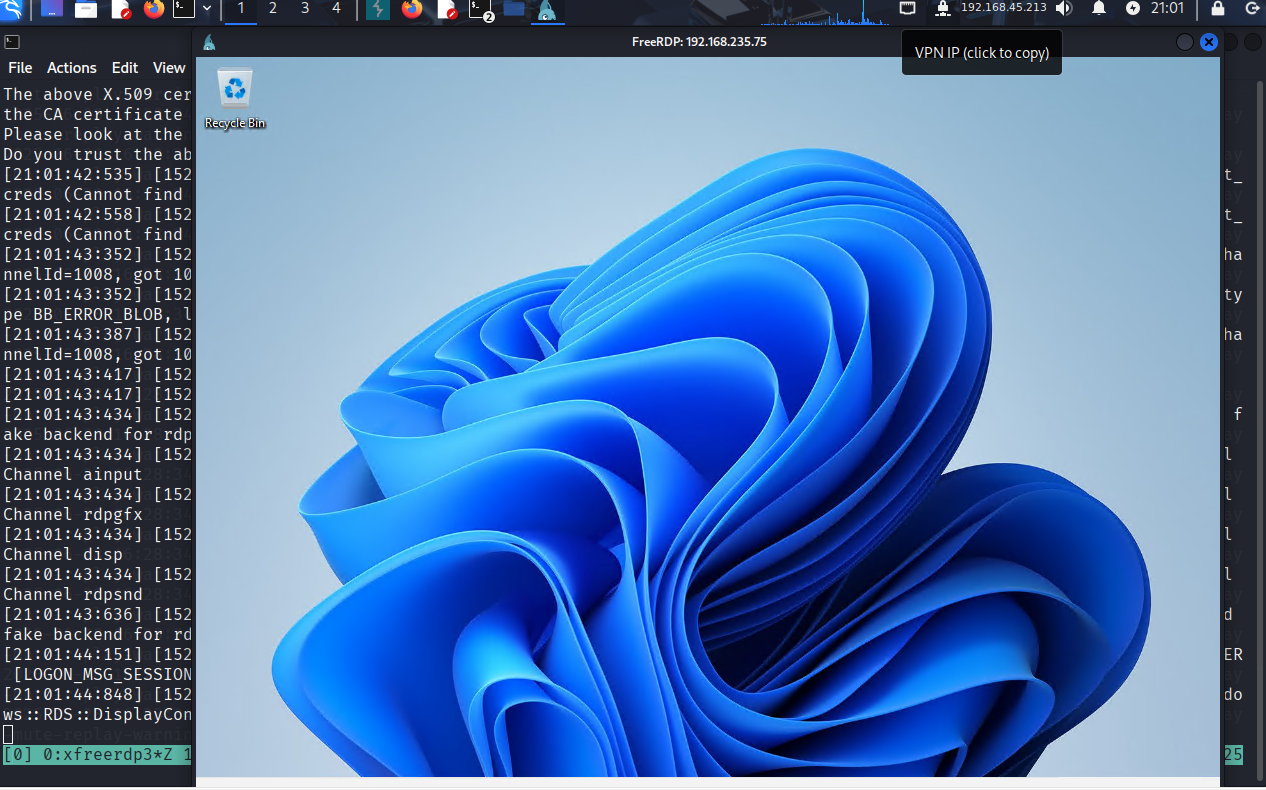 1 2 3 4 2 192.168.45.213 21:01
FreeRDP: 192.168.235.75
VPN IP (click to copy)
File Actions Edit View
Recycle Bin
The above X.509 cer
the CA certificate
Please look at the
Do you trust the ab
[21:01:42:535] [152 t_
creds (Cannot find
[21:01:42:558] [152 t_
creds (Cannot find
[21:01:43:352] [152 ha
nnelId=1008, got 10
[21:01:43:352] [152 ty
pe BB_ERROR_BLOB, l
[21:01:43:387] [152 ha
nnelId=1008, got 10
[21:01:43:417] [152
[21:01:43:417] [152
[21:01:43:434] [152 f
ake backend for rdp
[21:01:43:434] [152 l
Channel ainput
[21:01:43:434] [152 l
Channel rdpgfx
[21:01:43:434] [152 l
Channel disp
[21:01:43:434] [152 l
Channel rdpsnd
[21:01:43:636] [152 d
fake backend for rd
[21:01:44:151] [152 ER
[LOGON_MSG_SESSION
[21:01:44:848] [152 do
ws::RDS::DisplayCon
mute-replay-warnin
[0] 0:xfreerdp3*Z 1 25